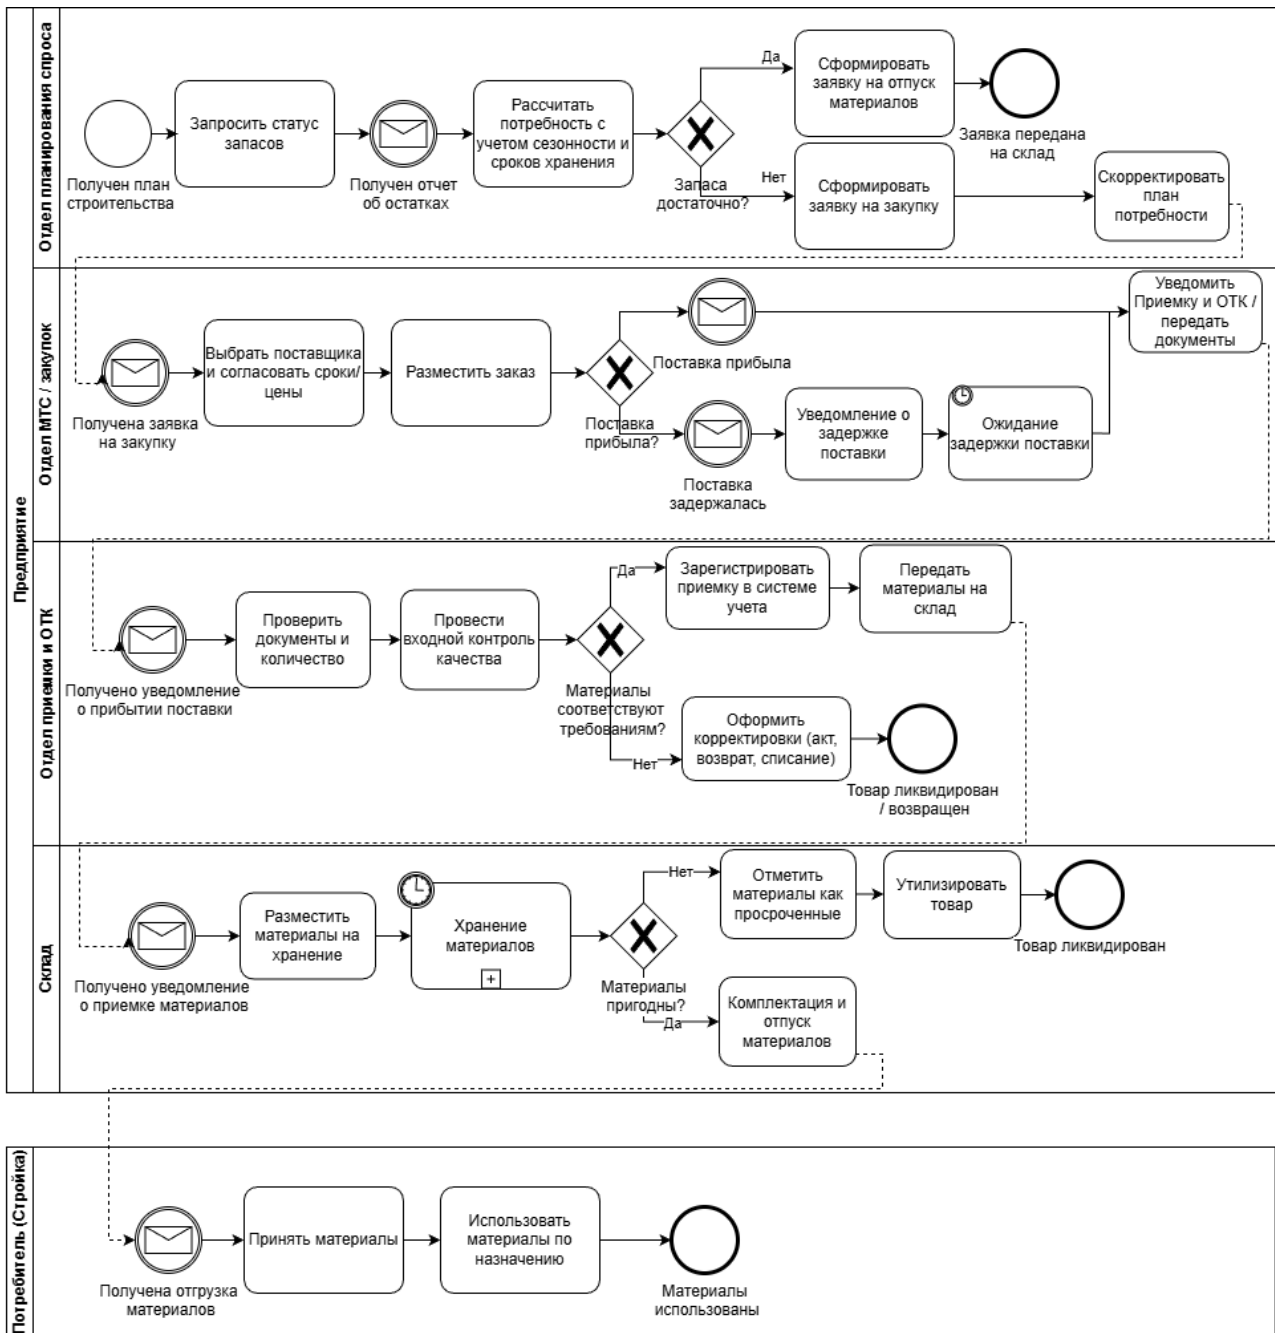 Предприятие
Отдел планирования спроса
Получен план
строительства
Запросить статус
запасов
Получен отчет
об остатках
Рассчитать
потребность с
учетом сезонности и
сроков хранения
Запаса
достаточно?
Да
Сформировать
заявку на отпуск
материалов
Заявка передана
на склад
Нет
Сформировать
заявку на закупку
Скорректировать
план
потребности
Отдел МТС / закупок
Получена заявка
на закупку
Выбрать поставщика
и согласовать сроки/
цены
Разместить заказ
Поставка
прибыла?
Поставка прибыла
Поставка
задержалась
Уведомление о
задержке
поставки
Ожидание
задержки поставки
Уведомить
Приемку и ОТК /
передать
документы
Отдел приемки и ОТК
Получено уведомление
о прибытии поставки
Проверить
документы и
количество
Провести
входной контроль
качества
Материалы
соответствуют
требованиям?
Да
Зарегистрировать
приемку в системе
учета
Передать
материалы на
склад
Нет
Оформить
корректировки (акт,
возврат, списание)
Товар ликвидирован
/ возвращен
Склад
Получено уведомление
о приемке материалов
Разместить
материалы на
хранение
Хранение
материалов
Материалы
пригодны?
Нет
Отметить
материалы как
просроченные
Утилизировать
товар
Товар ликвидирован
Да
Комплектация и
отпуск
материалов
Потребитель (Стройка)
Получена отгрузка
материалов
Принять материалы
Использовать
материалы по
назначению
Материалы
использованы